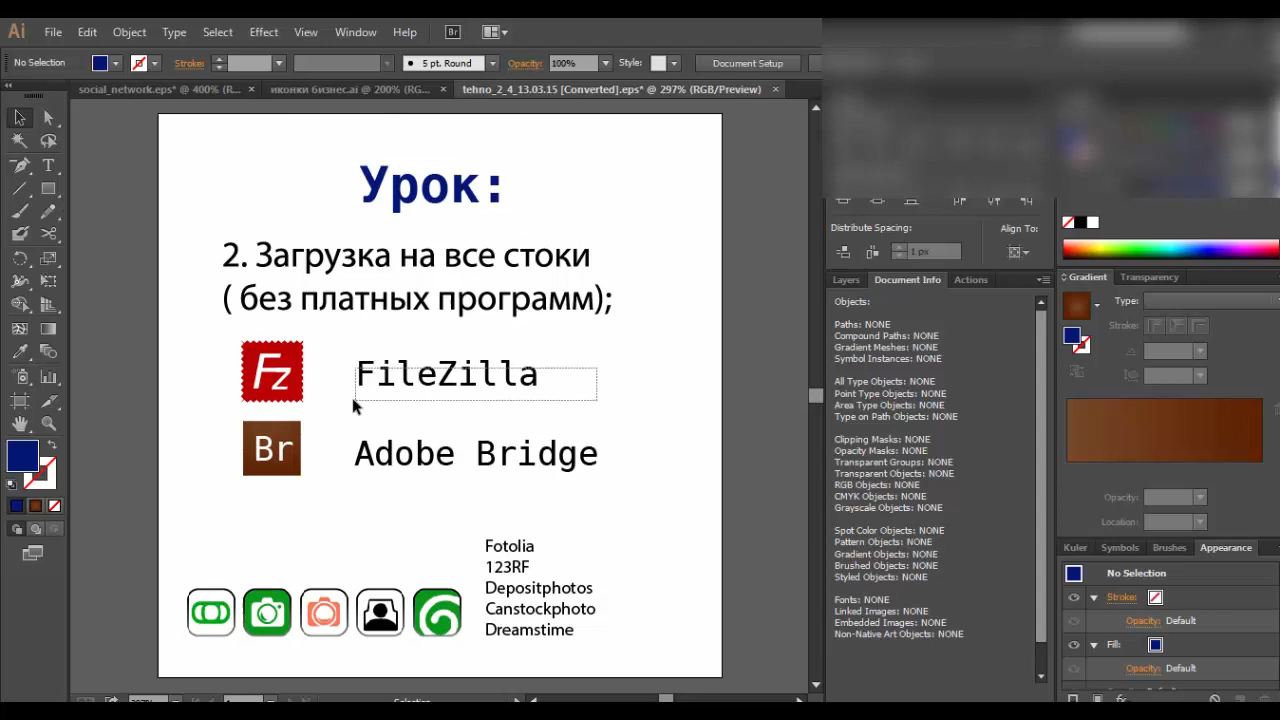 Ai File Edit Object Type Select Effect View Window Help Br
No Selection Stroke: 5 pt. Round Opacity: 100% Style: Document Setup
social_network.eps* @ 400% (R... × иконки бизнес.ai @ 200% (RG... × tehno_2_4_13.03.15 [Converted].eps* @ 297% (RGB/Preview) ×
Урок:
2. Загрузка на все стоки
( без платных программ);
Fz FileZilla
Br Adobe Bridge
Fotolia
123RF
Depositphotos
Canstockphoto
Dreamstime
Distribute Spacing: Align To:
1 px
Layers Document Info Actions
Objects:
Paths: NONE
Compound Paths: NONE
Gradient Meshes: NONE
Symbol Instances: NONE
All Type Objects: NONE
Point Type Objects: NONE
Area Type Objects: NONE
Type on Path Objects: NONE
Clipping Masks: NONE
Opacity Masks: NONE
Transparent Groups: NONE
Transparent Objects: NONE
RGB Objects: NONE
CMYK Objects: NONE
Grayscale Objects: NONE
Spot Color Objects: NONE
Pattern Objects: NONE
Gradient Objects: NONE
Brushed Objects: NONE
Styled Objects: NONE
Fonts: NONE
Linked Images: NONE
Embedded Images: NONE
Non-Native Art Objects: NONE
Gradient Transparency
Type:
Stroke:
Opacity:
Location:
Kuler Symbols Brushes Appearance
No Selection
Stroke:
Opacity: Default
Fill:
Opacity: Default